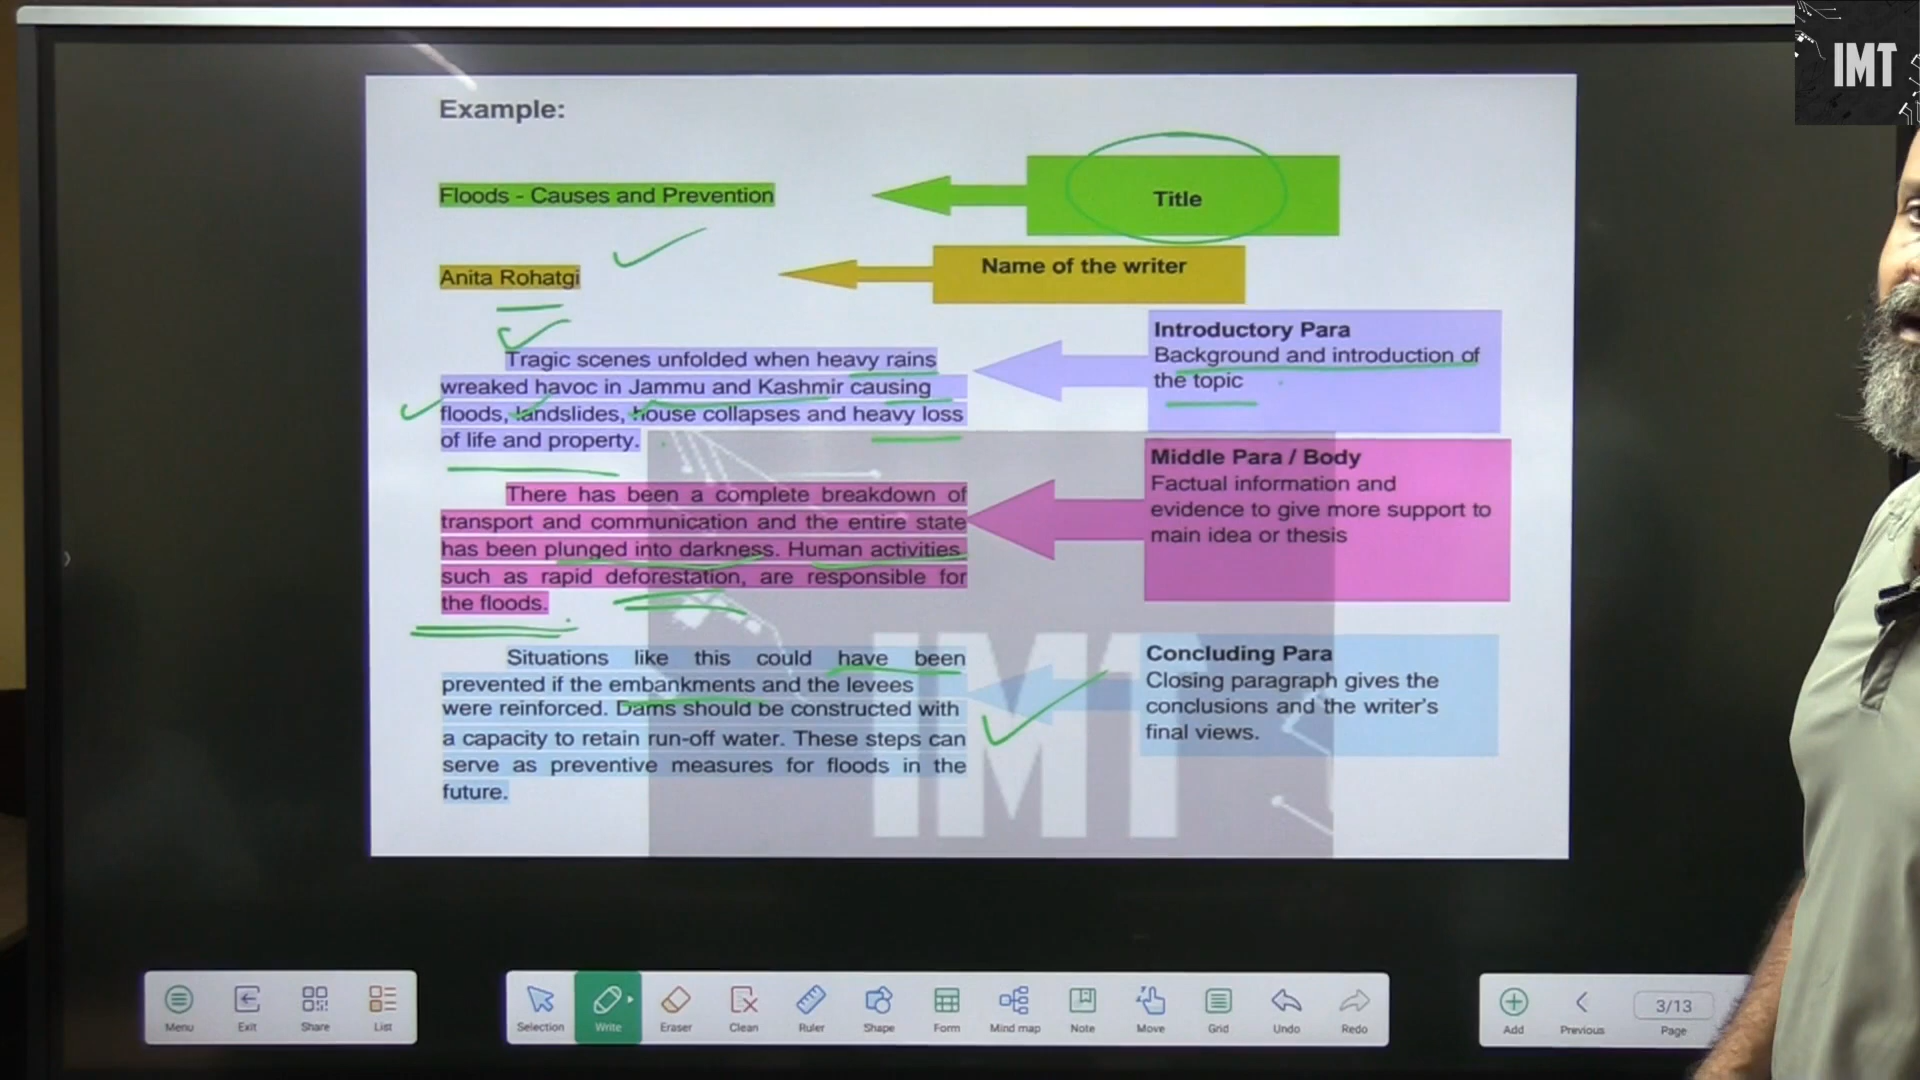 IMT
Example:
Floods - Causes and Prevention
Title
Anita Rohatgi
Name of the writer
Tragic scenes unfolded when heavy rains
wreaked havoc in Jammu and Kashmir causing
floods, landslides, house collapses and heavy loss
of life and property.
Introductory Para
Background and introduction of
the topic
There has been a complete breakdown of
transport and communication and the entire state
has been plunged into darkness. Human activities
such as rapid deforestation, are responsible for
the floods.
Middle Para / Body
Factual information and
evidence to give more support to
main idea or thesis
Situations like this could have been
prevented if the embankments and the levees
were reinforced. Dams should be constructed with
a capacity to retain run-off water. These steps can
serve as preventive measures for floods in the
future.
Concluding Para
Closing paragraph gives the
conclusions and the writer's
final views.
IMT
Menu
Exit
Share
List
Selection
Write
Eraser
Clean
Ruler
Shape
Form
Mind map
Note
Move
Grid
Undo
Redo
Add
Previous
3/13
Page